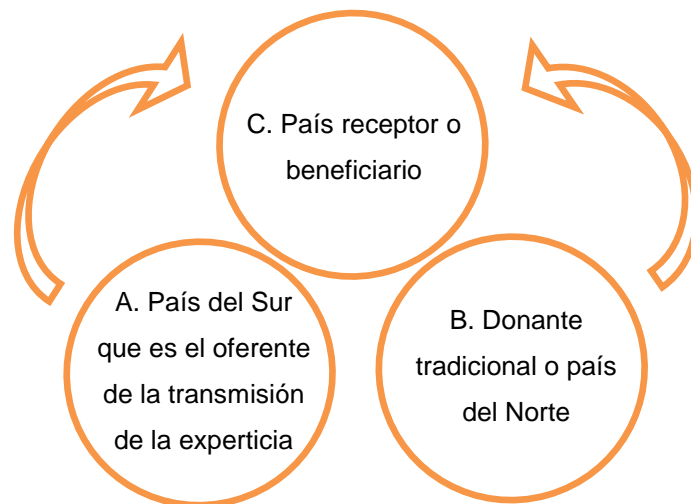 C. País receptor o
beneficiario
A. País del Sur
que es el oferente
de la transmisión
de la experticia
B. Donante
tradicional o país
del Norte